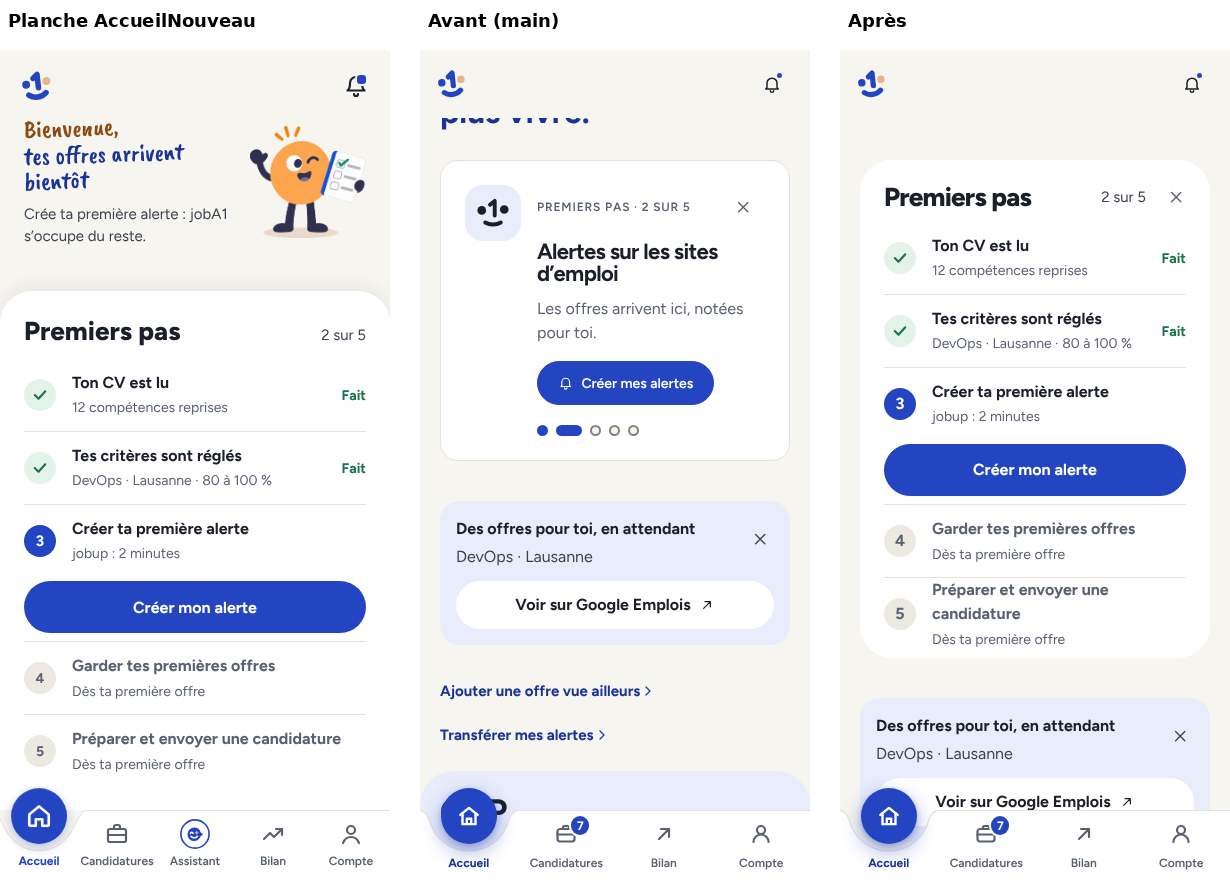 Planche AccueilNouveau
Bienvenue,
tes offres arrivent
bientôt
Crée ta première alerte : jobA1
s’occupe du reste.
Premiers pas
2 sur 5
Ton CV est lu
12 compétences reprises
Fait
Tes critères sont réglés
DevOps · Lausanne · 80 à 100 %
Fait
3
Créer ta première alerte
jobup : 2 minutes
Créer mon alerte
4
Garder tes premières offres
Dès ta première offre
5
Préparer et envoyer une candidature
Dès ta première offre
Accueil
Candidatures
Assistant
Bilan
Compte
Avant (main)
plus vivre.
PREMIERS PAS · 2 SUR 5
Alertes sur les sites
d’emploi
Les offres arrivent ici, notées
pour toi.
Créer mes alertes
Des offres pour toi, en attendant
DevOps · Lausanne
Voir sur Google Emplois
Ajouter une offre vue ailleurs
Transférer mes alertes
7
Accueil
Candidatures
Bilan
Compte
Après
Premiers pas
2 sur 5
Ton CV est lu
12 compétences reprises
Fait
Tes critères sont réglés
DevOps · Lausanne · 80 à 100 %
Fait
3
Créer ta première alerte
jobup : 2 minutes
Créer mon alerte
4
Garder tes premières offres
Dès ta première offre
5
Préparer et envoyer une
candidature
Dès ta première offre
Des offres pour toi, en attendant
DevOps · Lausanne
Voir sur Google Emplois
7
Accueil
Candidatures
Bilan
Compte